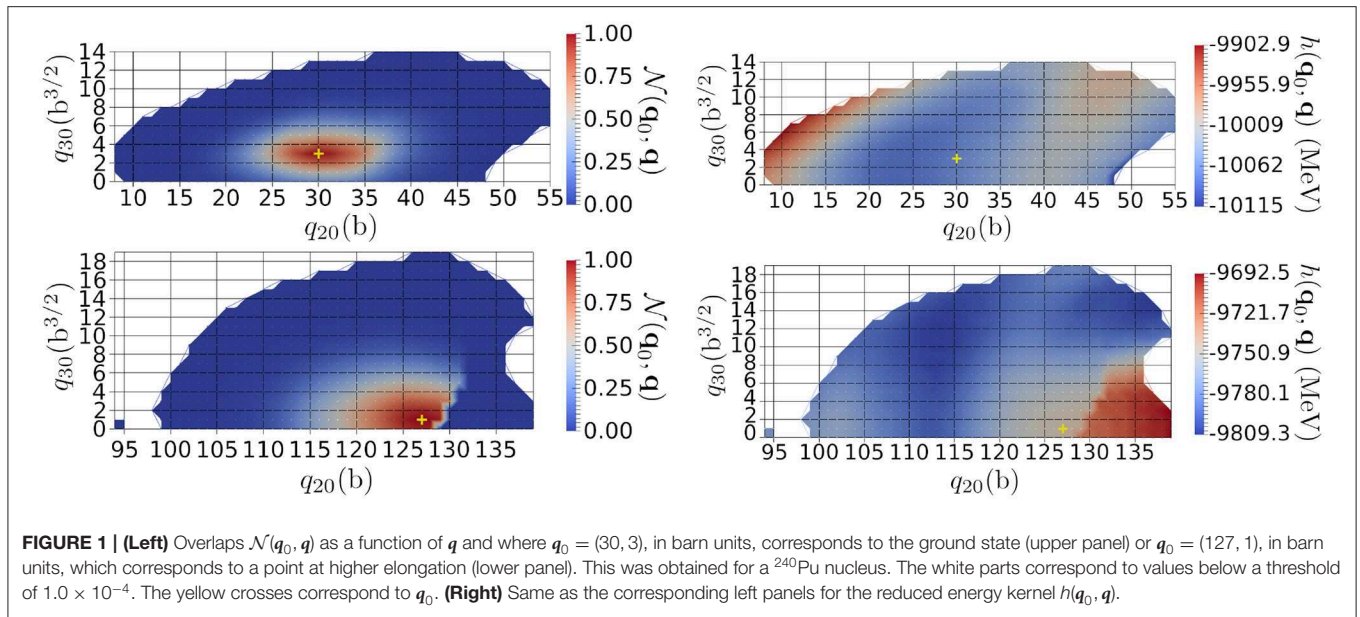 14
12
10
8
6
4
2
0
q30(b^3/2)
10 15 20 25 30 35 40 45 50 55
q20(b)
1.00
0.75
0.50
0.25
0.00
𝒩(q0, q)
14
12
10
8
6
4
2
0
q30(b^3/2)
10 15 20 25 30 35 40 45 50 55
q20(b)
-9902.9
-9955.9
-10009
-10062
-10115
h(q0, q) (MeV)
18
16
14
12
10
8
6
4
2
0
q30(b^3/2)
95 100 105 110 115 120 125 130 135
q20(b)
1.00
0.75
0.50
0.25
0.00
𝒩(q0, q)
18
16
14
12
10
8
6
4
2
0
q30(b^3/2)
95 100 105 110 115 120 125 130 135
q20(b)
-9692.5
-9721.7
-9750.9
-9780.1
-9809.3
h(q0, q) (MeV)
FIGURE 1 | (Left) Overlaps 𝒩(q0, q) as a function of q and where q0 = (30, 3), in barn units, corresponds to the ground state (upper panel) or q0 = (127, 1), in barn
units, which corresponds to a point at higher elongation (lower panel). This was obtained for a ²⁴⁰Pu nucleus. The white parts correspond to values below a threshold
of 1.0 × 10⁻⁴. The yellow crosses correspond to q0. (Right) Same as the corresponding left panels for the reduced energy kernel h(q0, q).